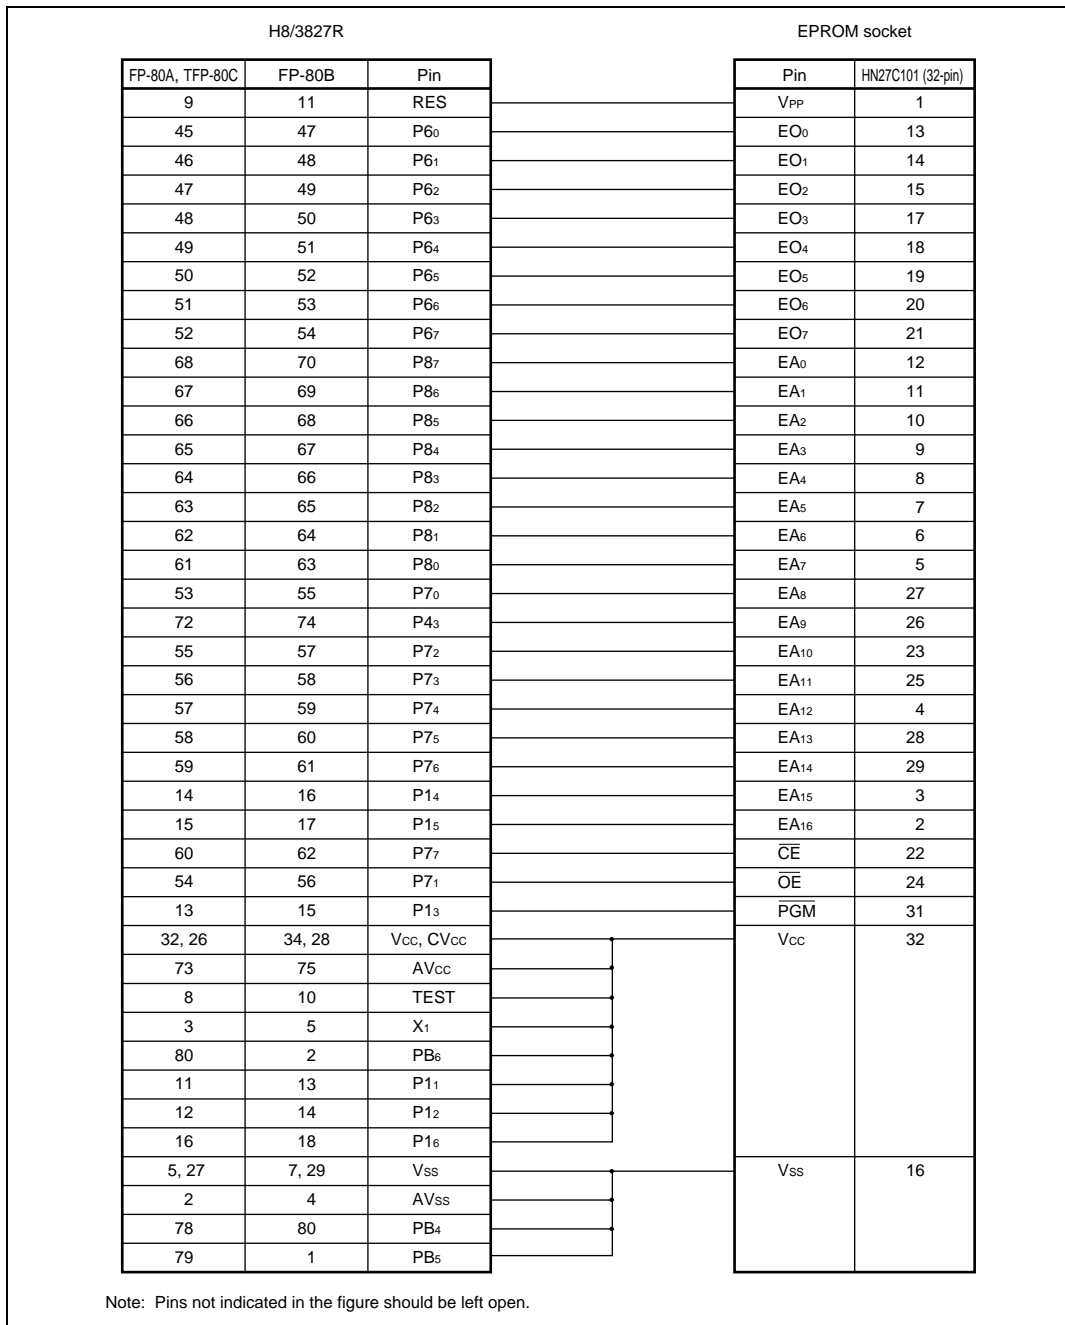 H8/3827R EPROM socket
FP-80A, TFP-80C FP-80B Pin Pin HN27C101 (32-pin)
9 11 RES VPP 1
45 47 P60 EO0 13
46 48 P61 EO1 14
47 49 P62 EO2 15
48 50 P63 EO3 17
49 51 P64 EO4 18
50 52 P65 EO5 19
51 53 P66 EO6 20
52 54 P67 EO7 21
68 70 P87 EA0 12
67 69 P86 EA1 11
66 68 P85 EA2 10
65 67 P84 EA3 9
64 66 P83 EA4 8
63 65 P82 EA5 7
62 64 P81 EA6 6
61 63 P80 EA7 5
53 55 P70 EA8 27
72 74 P43 EA9 26
55 57 P72 EA10 23
56 58 P73 EA11 25
57 59 P74 EA12 4
58 60 P75 EA13 28
59 61 P76 EA14 29
14 16 P14 EA15 3
15 17 P15 EA16 2
60 62 P77 C̅E̅ 22
54 56 P71 O̅E̅ 24
13 15 P13 P̅G̅M̅ 31
32, 26 34, 28 VCC, CVCC VCC 32
73 75 AVCC
8 10 TEST
3 5 X1
80 2 PB6
11 13 P11
12 14 P12
16 18 P16
5, 27 7, 29 VSS VSS 16
2 4 AVSS
78 80 PB4
79 1 PB5
Note: Pins not indicated in the figure should be left open.